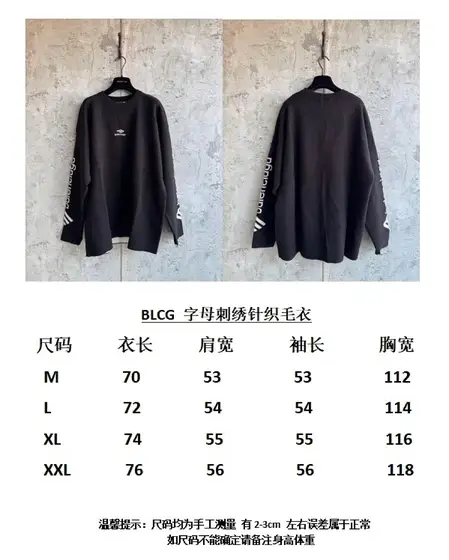 balenciaga
BLCG 字母刺绣针织毛衣
尺码 衣长 肩宽 袖长 胸宽
M 70 53 53 112
L 72 54 54 114
XL 74 55 55 116
XXL 76 56 56 118
温馨提示：尺码均为手工测量 有2-3cm 左右误差属于正常
如尺码不能确定请备注身高体重